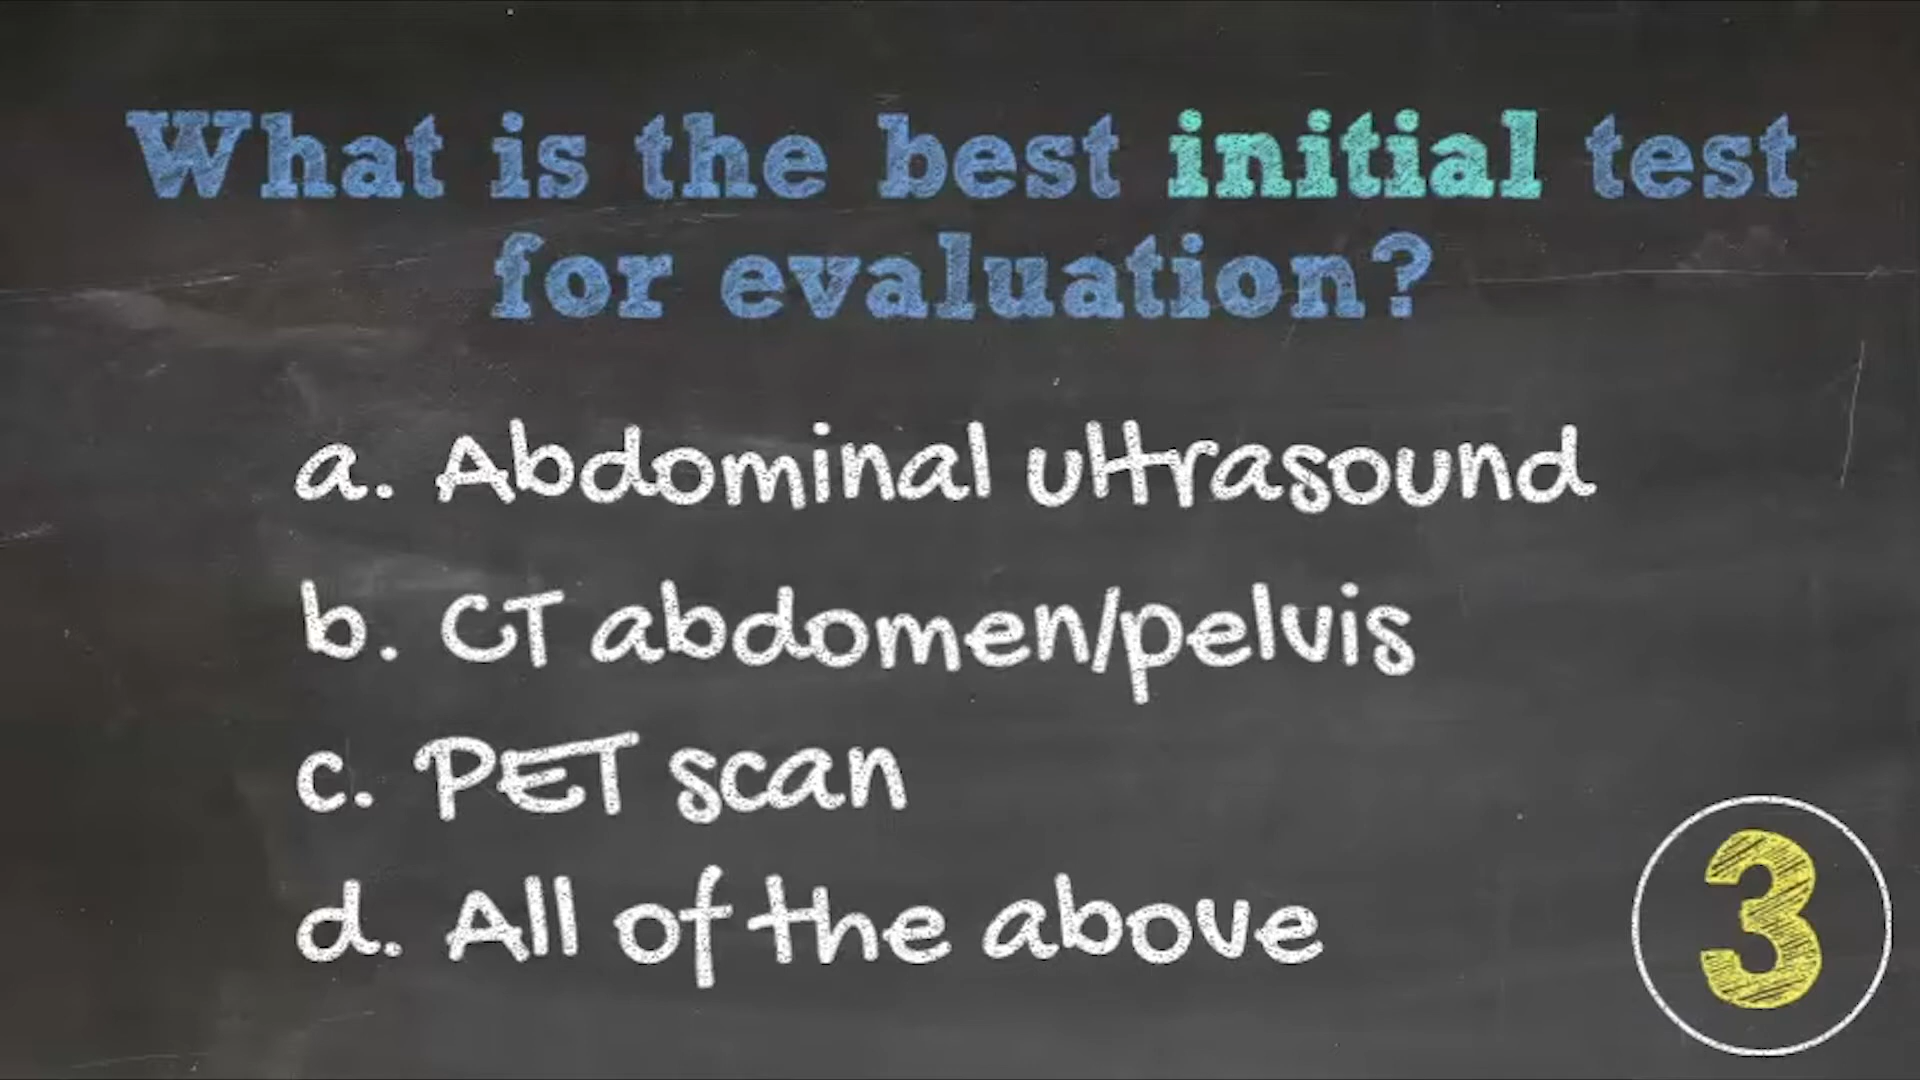 What is the best initial test
for evaluation?
a. Abdominal ultrasound
b. CT abdomen/pelvis
c. PET scan
d. All of the above
3